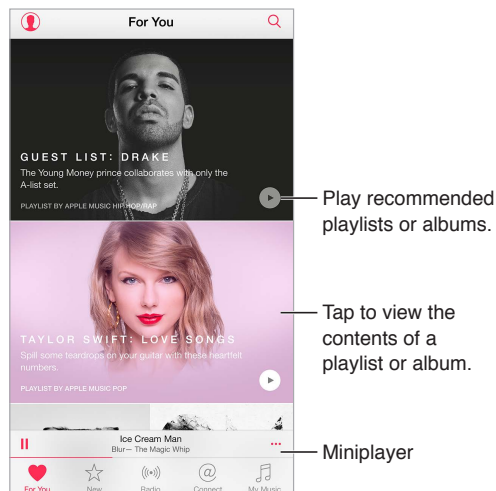 For You
GUEST LIST: DRAKE
The Young Money prince collaborates with only the
A-list set.
PLAYLIST BY APPLE MUSIC HIP-HOP/RAP
Play recommended
playlists or albums.
TAYLOR SWIFT: LOVE SONGS
Spill some teardrops on your guitar with these heartfelt
numbers.
PLAYLIST BY APPLE MUSIC POP
Tap to view the
contents of a
playlist or album.
Ice Cream Man
Blur— The Magic Whip
Miniplayer
For You New Radio Connect My Music